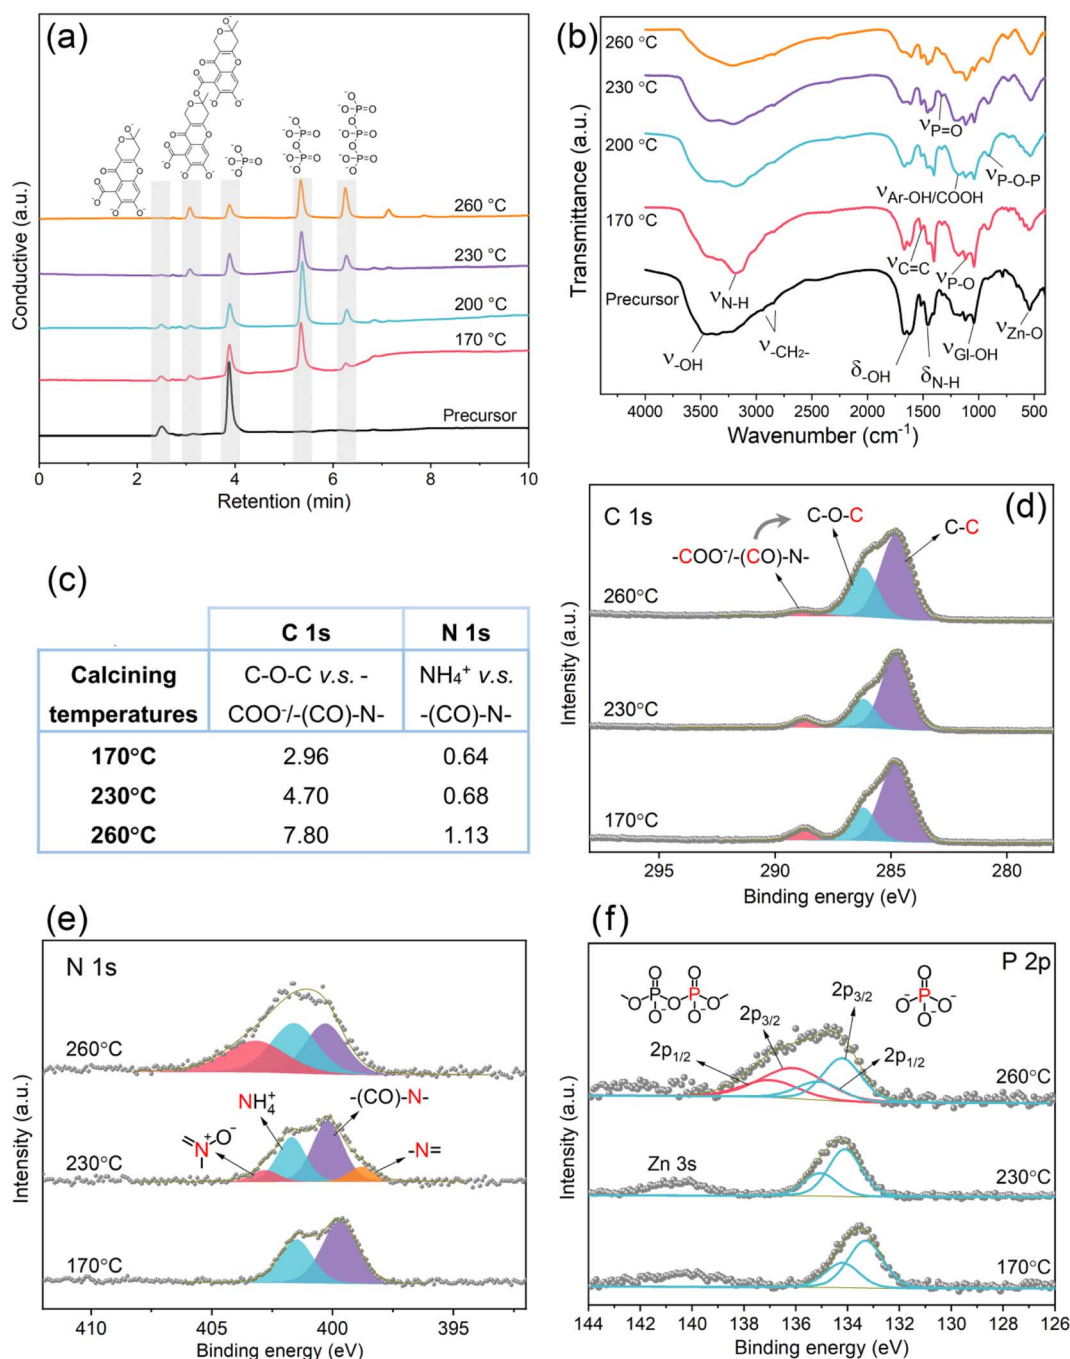 (a)
260 °C
230 °C
200 °C
170 °C
Precursor
Conductive (a.u.)
0 2 4 6 8 10
Retention (min)
(b)
260 °C
230 °C
200 °C
170 °C
Precursor
νP=O
νP-O-P
νAr-OH/COOH
νC=C
νP-O
νN-H
νZn-O
νGl-OH
ν-OH
ν-CH2-
δ-OH
δN-H
Transmittance (a.u.)
4000 3500 3000 2500 2000 1500 1000 500
Wavenumber (cm-1)
(c)
C 1s N 1s
Calcining temperatures
C-O-C v.s. -
COO-/-(CO)-N-
NH4+ v.s.
-(CO)-N-
170°C 2.96 0.64
230°C 4.70 0.68
260°C 7.80 1.13
(d)
C 1s
C-O-C
C-C
-COO-/-(CO)-N-
260°C
230°C
170°C
Intensity (a.u.)
295 290 285 280
Binding energy (eV)
(e)
N 1s
260°C
NH4+
-(CO)-N-
N+
O-
-N=
230°C
170°C
Intensity (a.u.)
410 405 400 395
Binding energy (eV)
(f)
P 2p
2p3/2
2p3/2
2p1/2
2p1/2
260°C
Zn 3s
230°C
170°C
Intensity (a.u.)
144 142 140 138 136 134 132 130 128 126
Binding energy (eV)